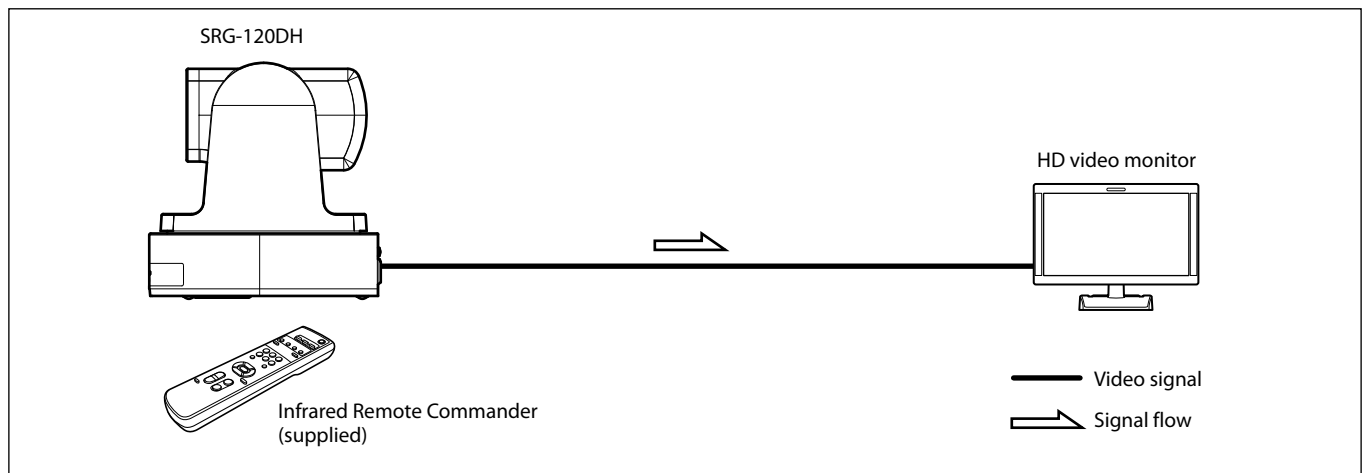 SRG-120DH
HD video monitor
Infrared Remote Commander
(supplied)
Video signal
Signal flow